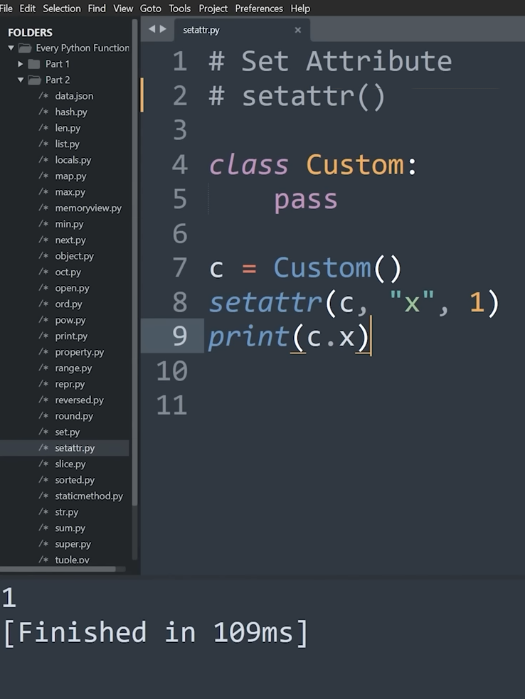 File Edit Selection Find View Goto Tools Project Preferences Help
FOLDERS
Every Python Function
Part 1
Part 2
/* data.json
/* hash.py
/* len.py
/* list.py
/* locals.py
/* map.py
/* max.py
/* memoryview.py
/* min.py
/* next.py
/* object.py
/* oct.py
/* open.py
/* ord.py
/* pow.py
/* print.py
/* property.py
/* range.py
/* repr.py
/* reversed.py
/* round.py
/* set.py
/* setattr.py
/* slice.py
/* sorted.py
/* staticmethod.py
/* str.py
/* sum.py
/* super.py
/* tuple.py
setattr.py ×
1 # Set Attribute
2 # setattr()
3
4 class Custom:
5 pass
6
7 c = Custom()
8 setattr(c, "x", 1)
9 print(c.x)
10
11
1
[Finished in 109ms]